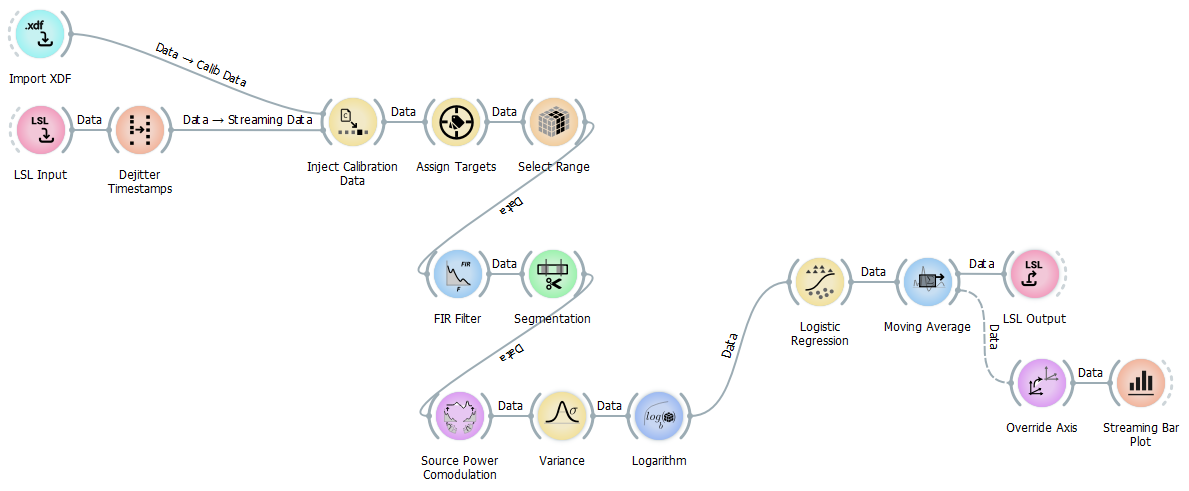 .xdf
Import XDF
Data → Calib Data
LSL
LSL Input
Data
Dejitter
Timestamps
Data → Streaming Data
C
Inject Calibration
Data
Data
Assign Targets
Data
Select Range
Data
FIR
F
FIR Filter
Data
Segmentation
Data
Source Power
Comodulation
Data
σ
Variance
Data
log( )
b
Logarithm
Data
Logistic
Regression
Data
Moving Average
Data
LSL
LSL Output
Data
Override Axis
Data
Streaming Bar
Plot